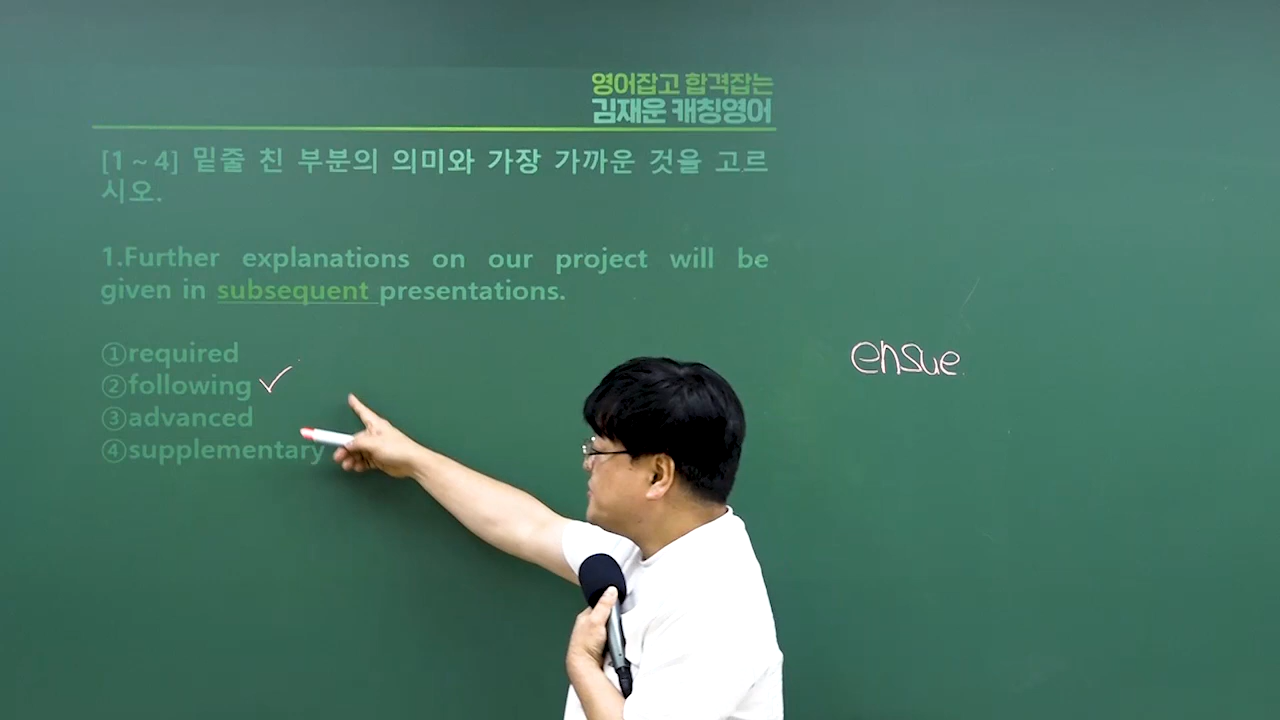 영어잡고 합격잡는
김재운 캐칭영어
[1 ~ 4] 밑줄 친 부분의 의미와 가장 가까운 것을 고르
시오.
1.Further explanations on our project will be
given in subsequent presentations.
①required
②following
③advanced
④supplementary
ensue